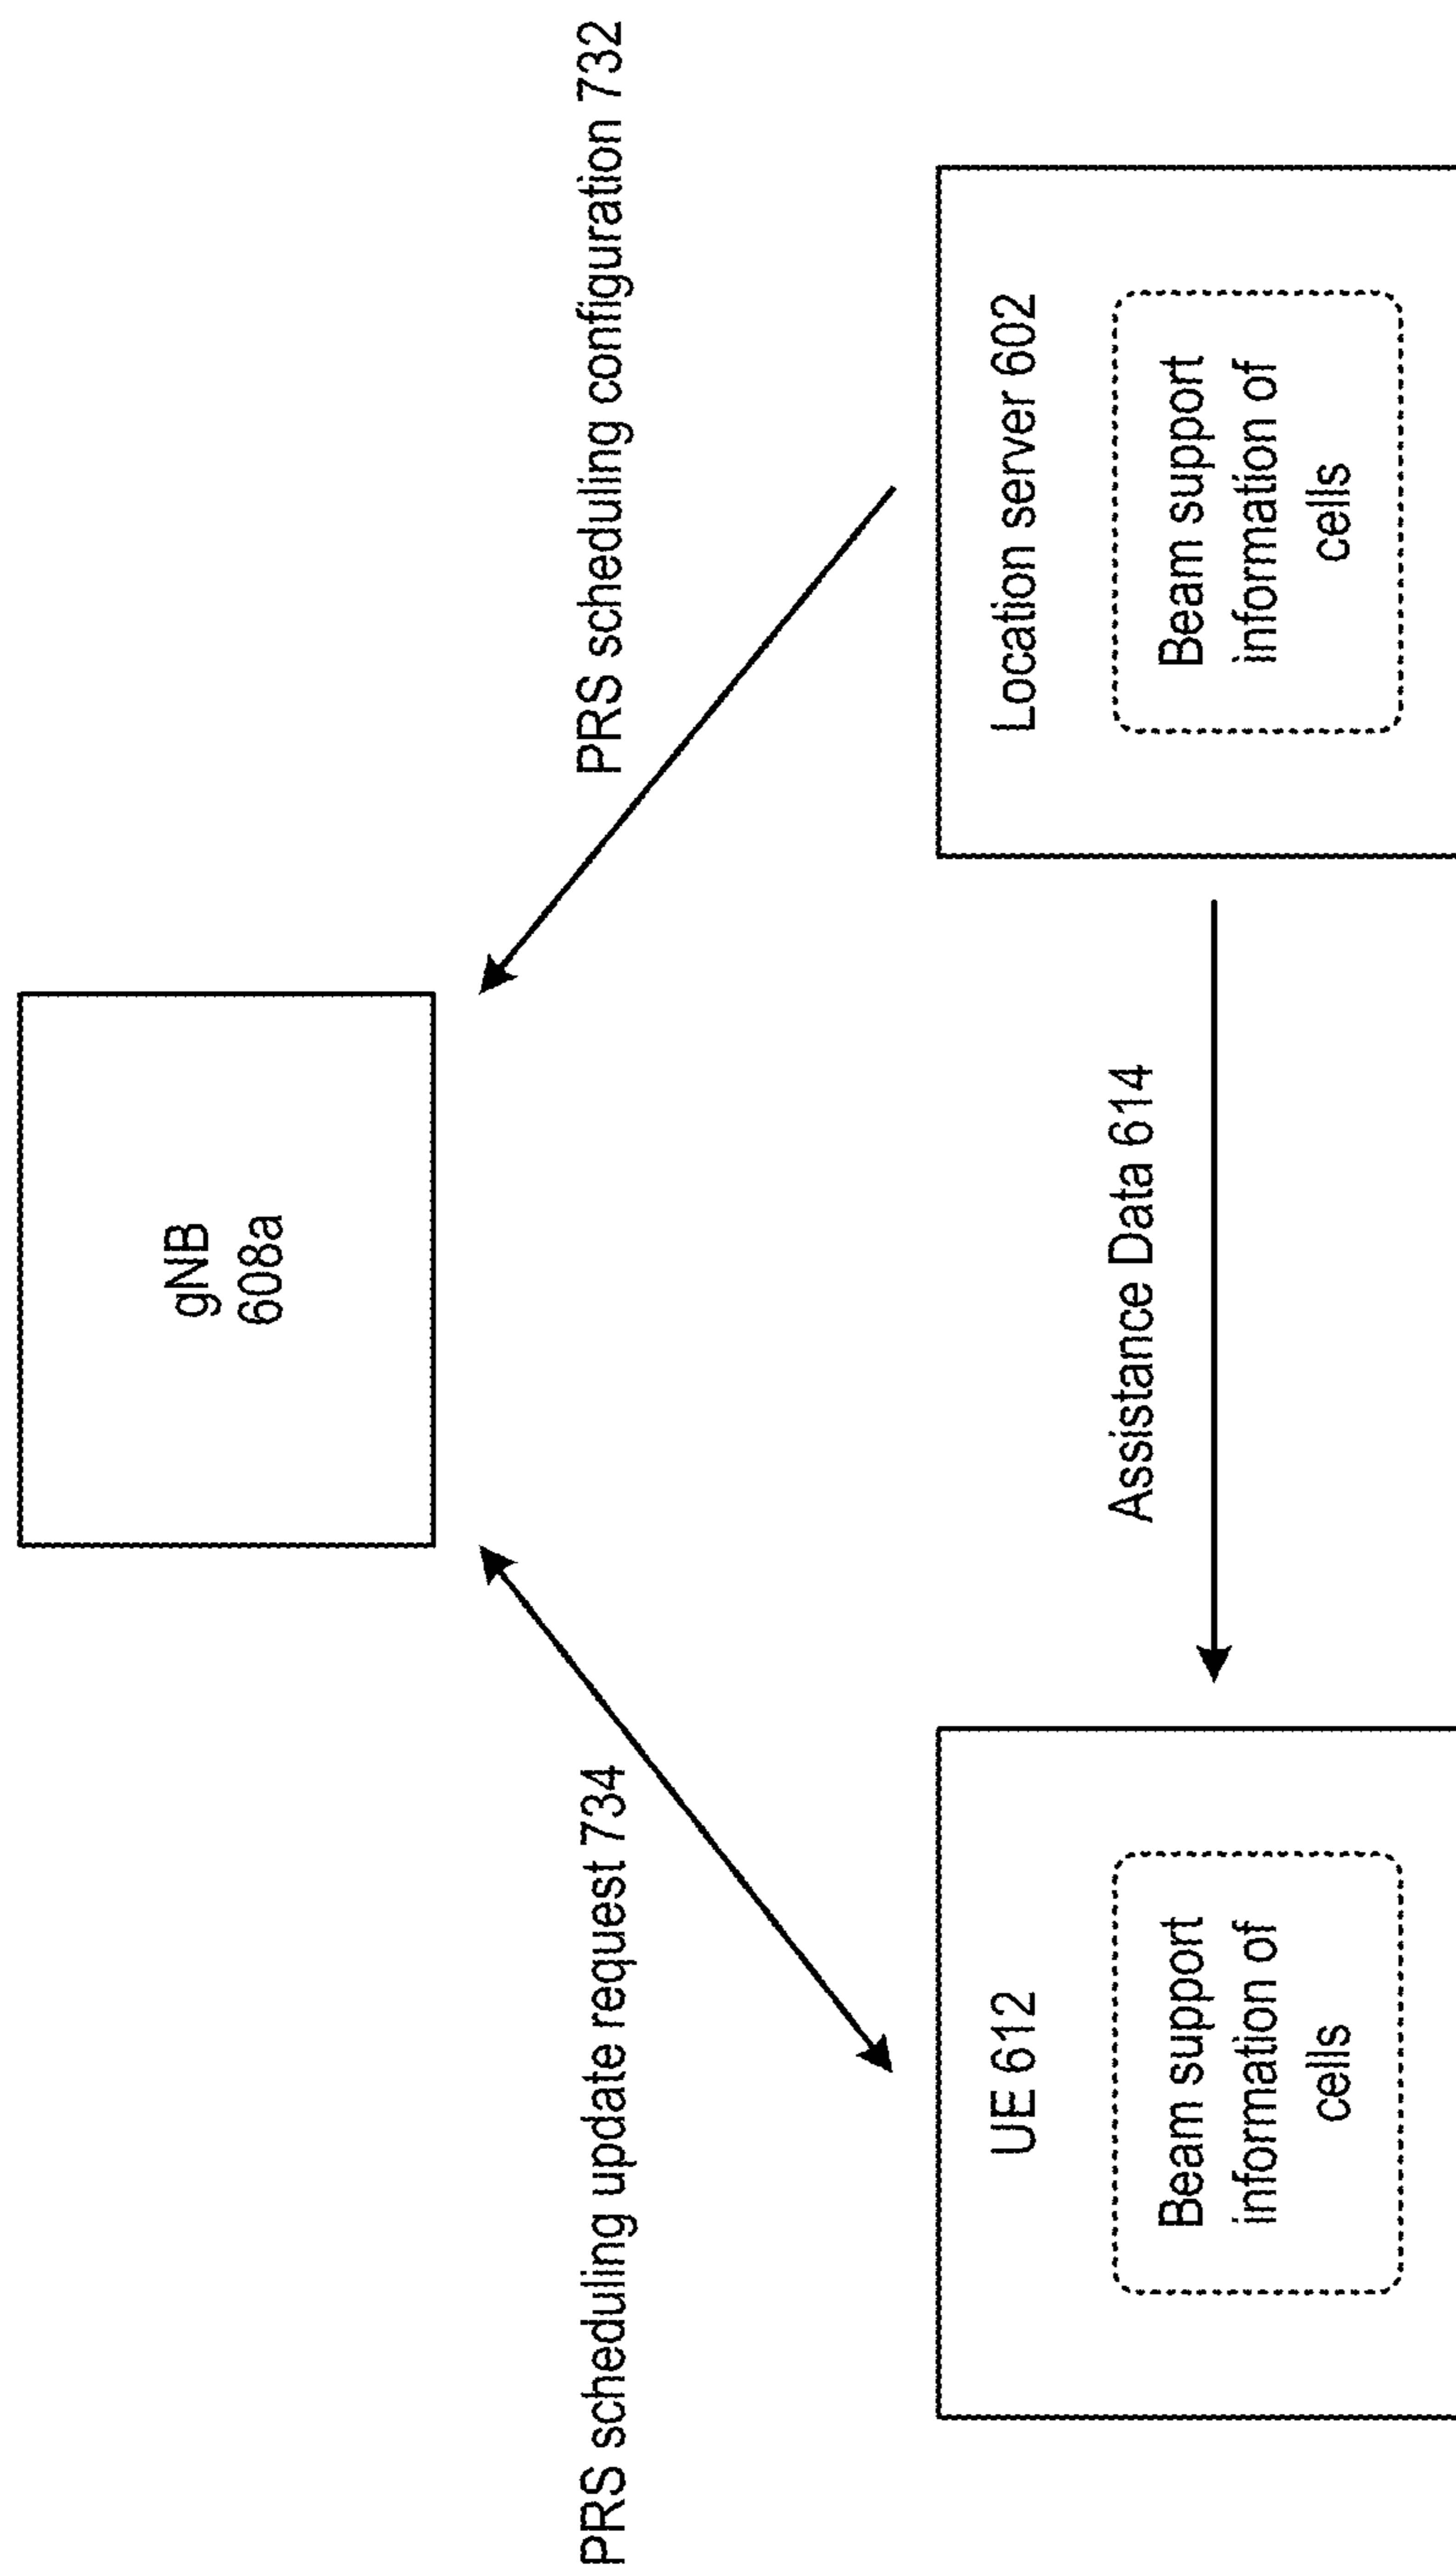 gNB
608a
PRS scheduling update request 734
PRS scheduling configuration 732
Assistance Data 614
UE 612
Beam support
information of
cells
Location server 602
Beam support
information of
cells